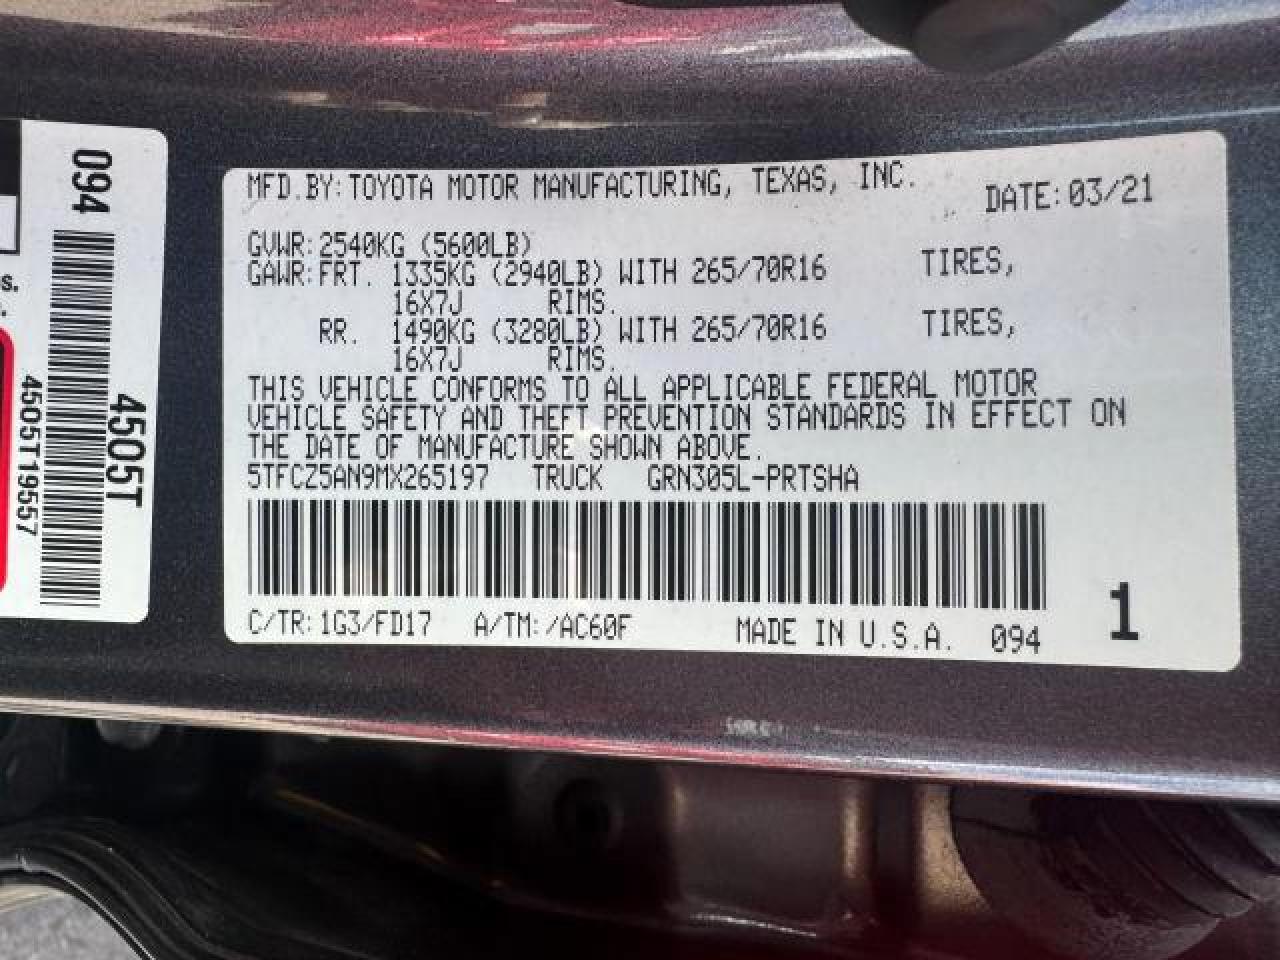 094
4505T
4505T19557
s.
MFD.BY:TOYOTA MOTOR MANUFACTURING, TEXAS, INC.
DATE:03/21
GVWR:2540KG (5600LB)
GAWR:FRT. 1335KG (2940LB) WITH 265/70R16 TIRES,
16X7J RIMS.
RR. 1490KG (3280LB) WITH 265/70R16 TIRES,
16X7J RIMS.
THIS VEHICLE CONFORMS TO ALL APPLICABLE FEDERAL MOTOR
VEHICLE SAFETY AND THEFT PREVENTION STANDARDS IN EFFECT ON
THE DATE OF MANUFACTURE SHOWN ABOVE.
5TFCZ5AN9MX265197 TRUCK GRN305L-PRTSHA
C/TR:1G3/FD17 A/TM:/AC60F MADE IN U.S.A. 094
1